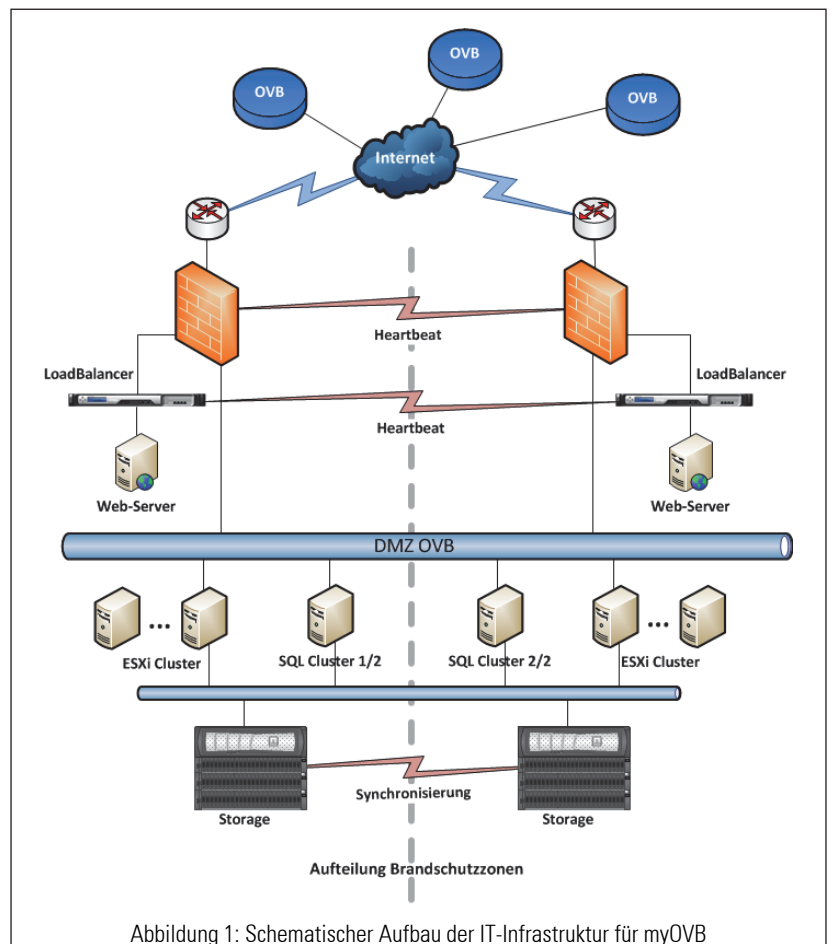 OVB
OVB
OVB
Internet
Heartbeat
LoadBalancer
LoadBalancer
Heartbeat
Web-Server
Web-Server
DMZ OVB
...
...
ESXi Cluster
SQL Cluster 1/2
SQL Cluster 2/2
ESXi Cluster
Synchronisierung
Storage
Storage
Aufteilung Brandschutzzonen
Abbildung 1: Schematischer Aufbau der IT-Infrastruktur für myOVB